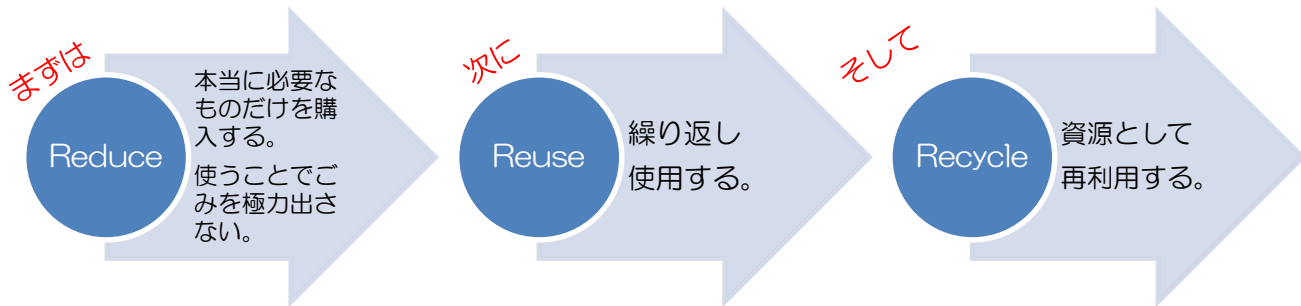 まずは
Reduce
本当に必要な
ものだけを購
入する。
使うことでご
みを極力出さ
ない。
次に
Reuse
繰り返し
使用する。
そして
Recycle
資源として
再利用する。